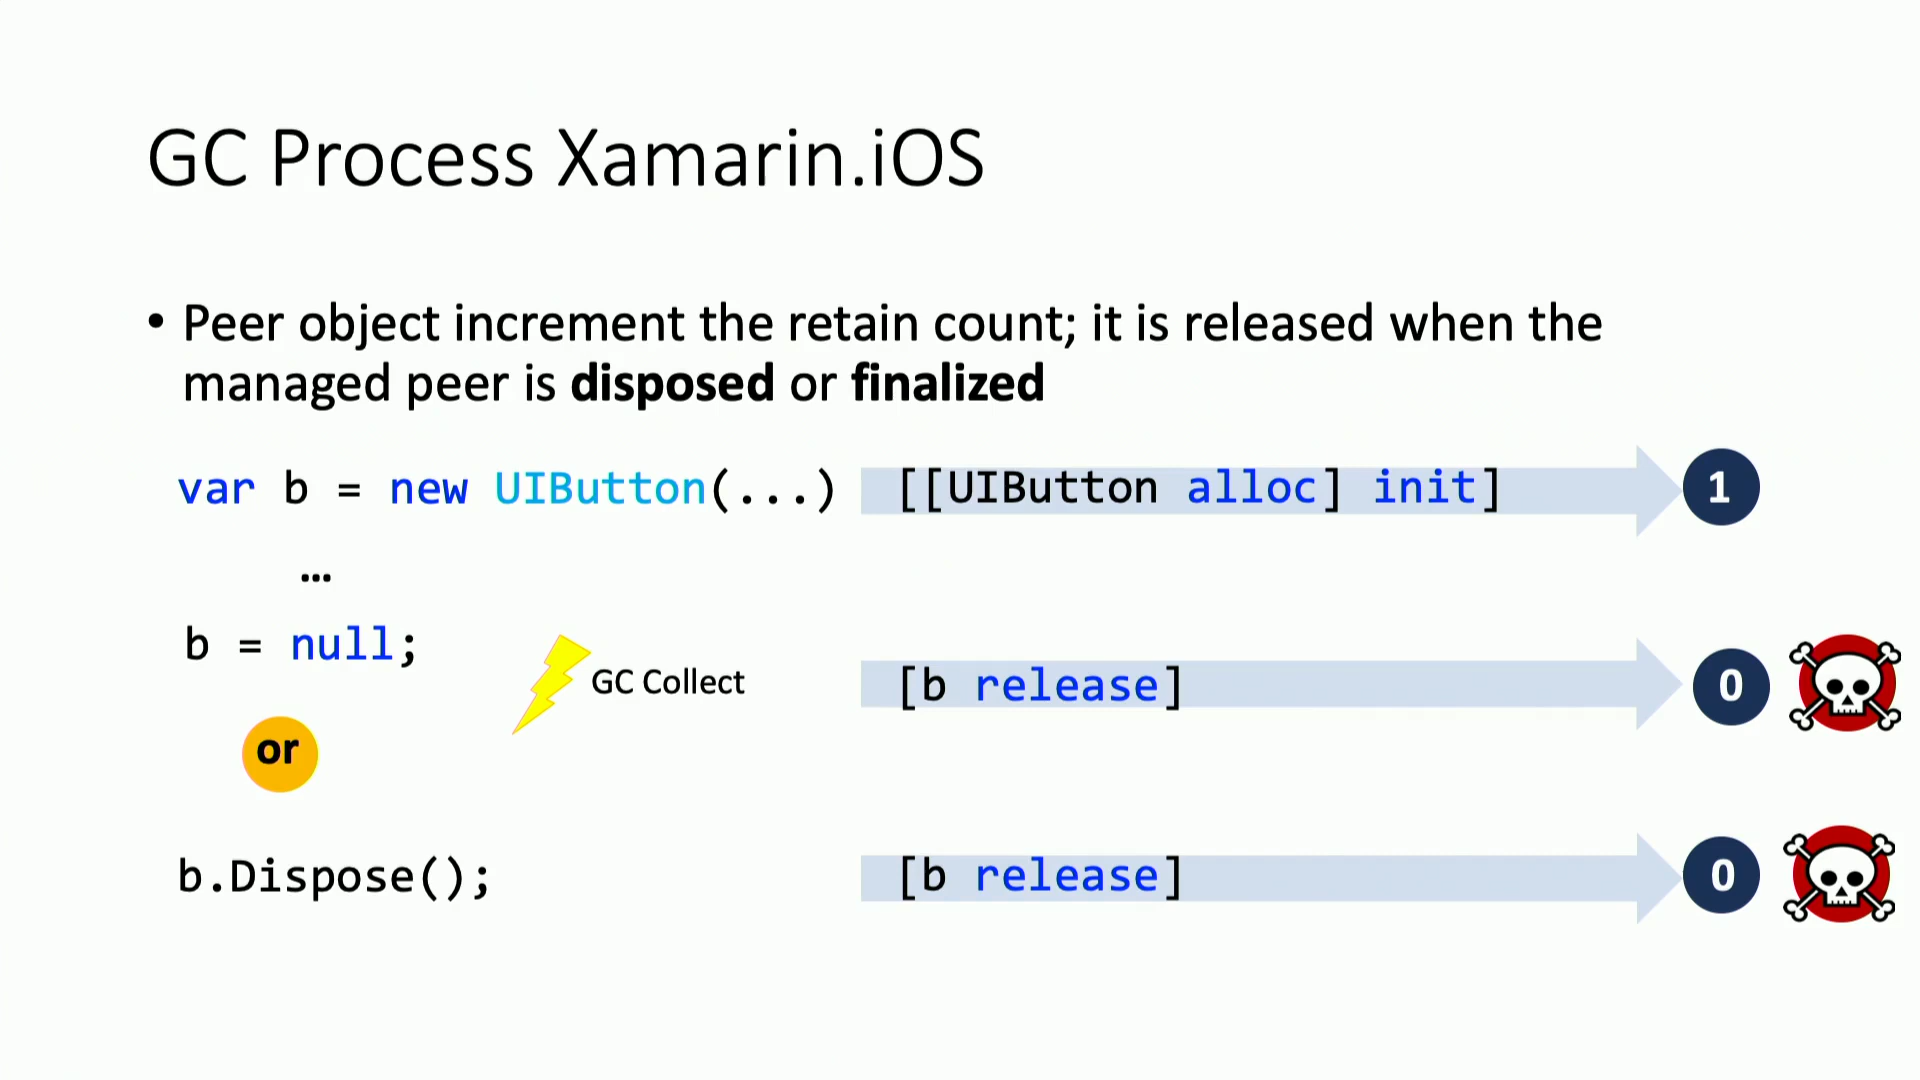 GC Process Xamarin.iOS
• Peer object increment the retain count; it is released when the
managed peer is disposed or finalized
var b = new UIButton(...) [[UIButton alloc] init] 1
…
b = null; GC Collect [b release] 0
or
b.Dispose(); [b release] 0